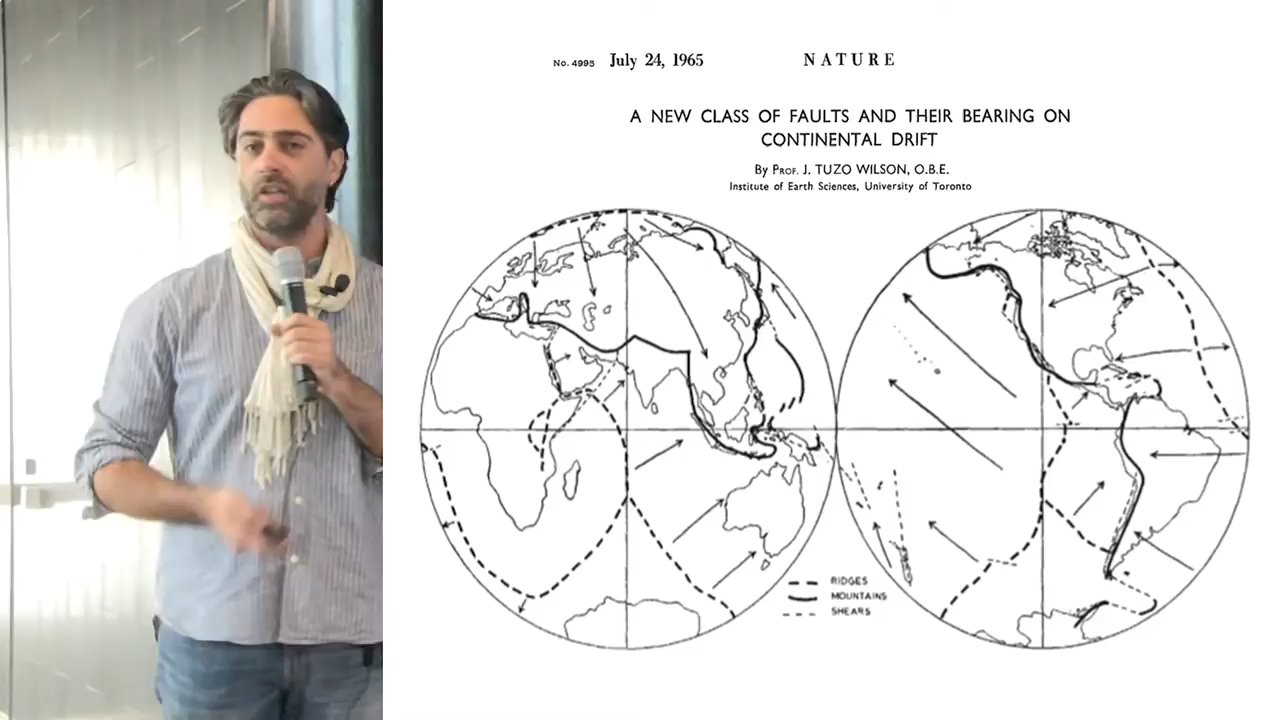 No. 4995 July 24, 1965 NATURE
A NEW CLASS OF FAULTS AND THEIR BEARING ON
CONTINENTAL DRIFT
By Prof. J. TUZO WILSON, O.B.E.
Institute of Earth Sciences, University of Toronto
RIDGES
MOUNTAINS
SHEARS